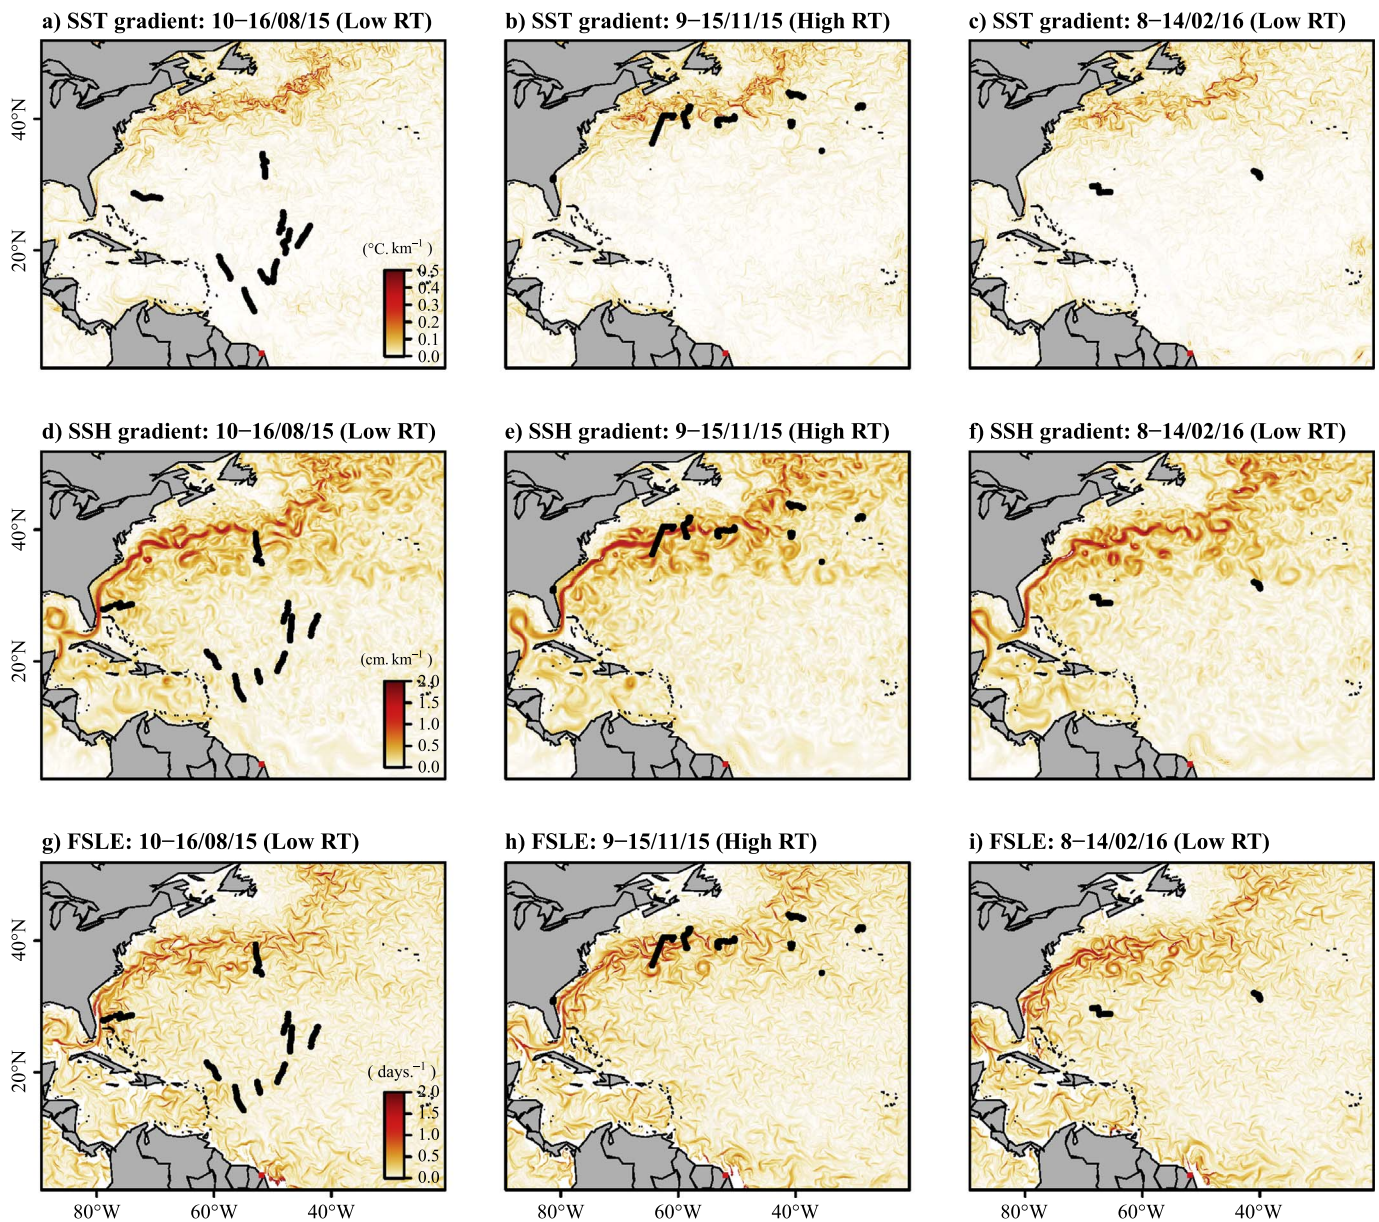 a) SST gradient: 10−16/08/15 (Low RT)
b) SST gradient: 9−15/11/15 (High RT)
c) SST gradient: 8−14/02/16 (Low RT)
40°N
20°N
(°C. km⁻¹ )
0.5
0.4
0.3
0.2
0.1
0.0
d) SSH gradient: 10−16/08/15 (Low RT)
e) SSH gradient: 9−15/11/15 (High RT)
f) SSH gradient: 8−14/02/16 (Low RT)
40°N
20°N
(cm. km⁻¹ )
2.0
1.5
1.0
0.5
0.0
g) FSLE: 10−16/08/15 (Low RT)
h) FSLE: 9−15/11/15 (High RT)
i) FSLE: 8−14/02/16 (Low RT)
40°N
20°N
( days.⁻¹ )
2.0
1.5
1.0
0.5
0.0
80°W 60°W 40°W
80°W 60°W 40°W
80°W 60°W 40°W